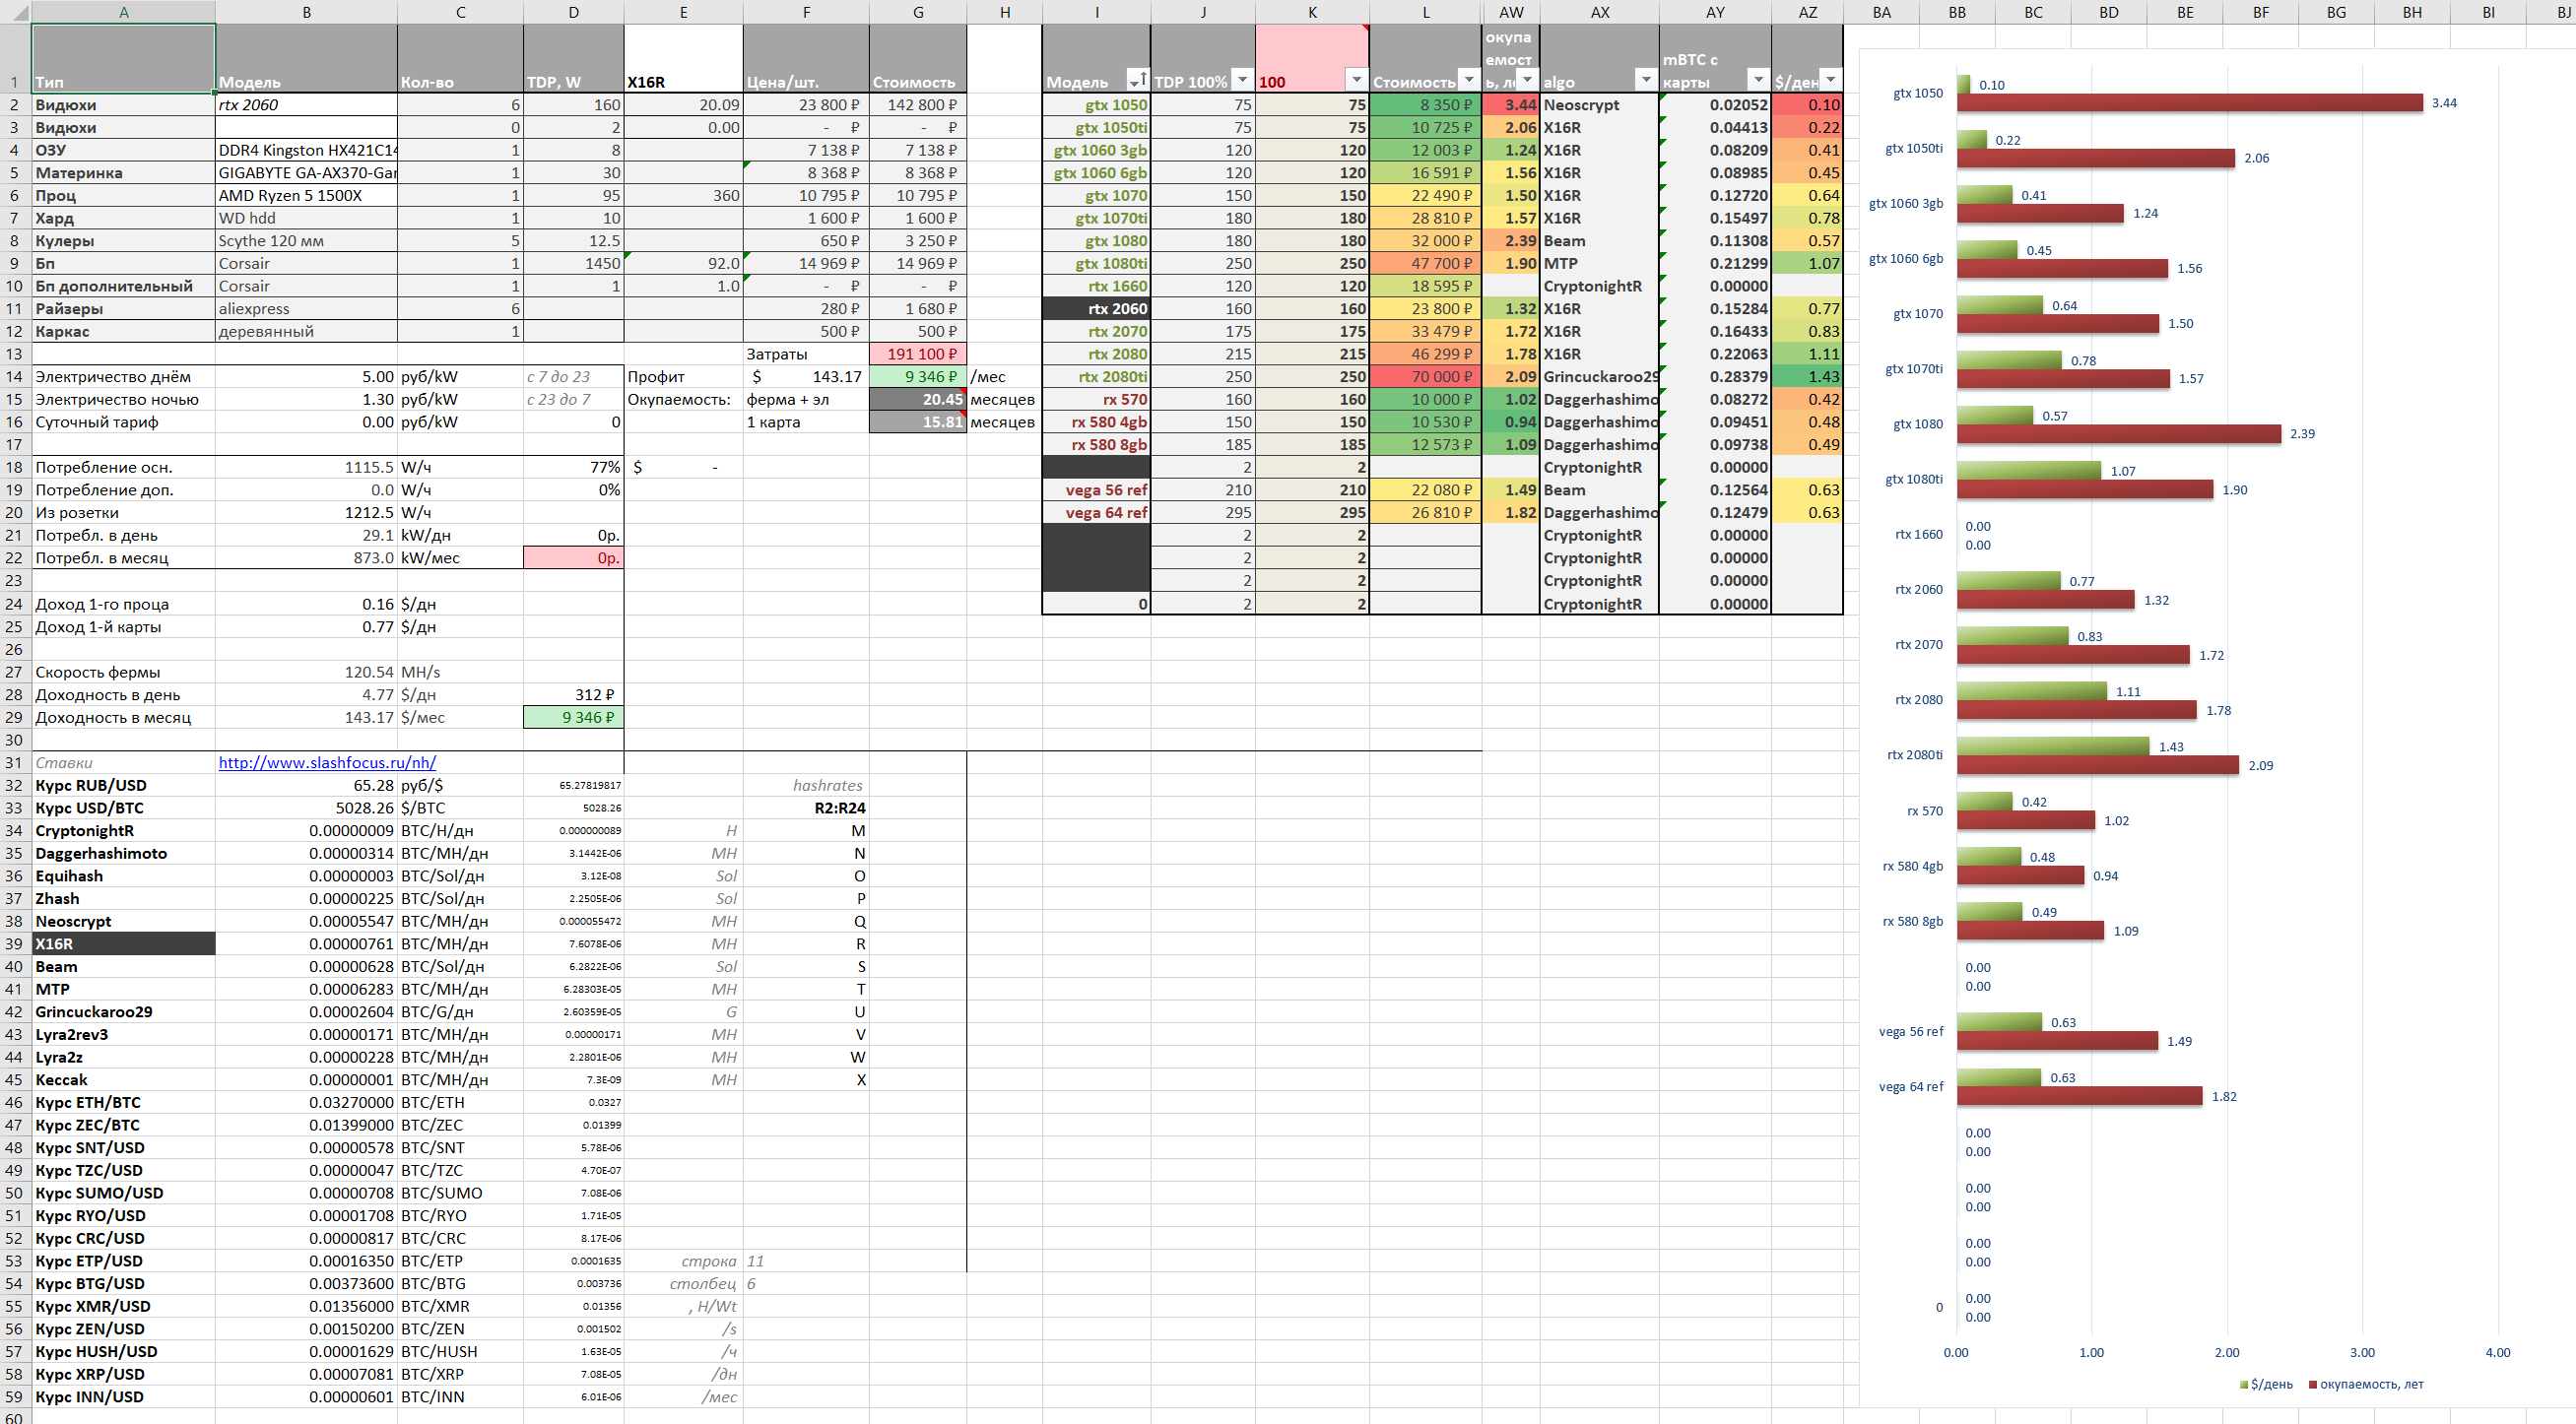 A B C D E F G H I J K L AW AX AY AZ BA BB BC BD BE BF BG BH BI BJ
1 Тип Модель Кол-во TDP, W X16R Цена/шт. Стоимость Модель TDP 100% 100 Стоимость окупаемость, ле algo mBTC с карты $/ден
2 Видюхи rtx 2060 6 160 20.09 23 800 ₽ 142 800 ₽ gtx 1050 75 75 8 350 ₽ 3.44 Neoscrypt 0.02052 0.10
3 Видюхи 0 2 0.00 - ₽ - ₽ gtx 1050ti 75 75 10 725 ₽ 2.06 X16R 0.04413 0.22
4 ОЗУ DDR4 Kingston HX421C14 1 8 7 138 ₽ 7 138 ₽ gtx 1060 3gb 120 120 12 003 ₽ 1.24 X16R 0.08209 0.41
5 Материнка GIGABYTE GA-AX370-Gar 1 30 8 368 ₽ 8 368 ₽ gtx 1060 6gb 120 120 16 591 ₽ 1.56 X16R 0.08985 0.45
6 Проц AMD Ryzen 5 1500X 1 95 360 10 795 ₽ 10 795 ₽ gtx 1070 150 150 22 490 ₽ 1.50 X16R 0.12720 0.64
7 Хард WD hdd 1 10 1 600 ₽ 1 600 ₽ gtx 1070ti 180 180 28 810 ₽ 1.57 X16R 0.15497 0.78
8 Кулеры Scythe 120 мм 5 12.5 650 ₽ 3 250 ₽ gtx 1080 180 180 32 000 ₽ 2.39 Beam 0.11308 0.57
9 Бп Corsair 1 1450 92.0 14 969 ₽ 14 969 ₽ gtx 1080ti 250 250 47 700 ₽ 1.90 MTP 0.21299 1.07
10 Бп дополнительный Corsair 1 1 1.0 - ₽ - ₽ rtx 1660 120 120 18 595 ₽ CryptonightR 0.00000
11 Райзеры aliexpress 6 280 ₽ 1 680 ₽ rtx 2060 160 160 23 800 ₽ 1.32 X16R 0.15284 0.77
12 Каркас деревянный 1 500 ₽ 500 ₽ rtx 2070 175 175 33 479 ₽ 1.72 X16R 0.16433 0.83
13 Затраты 191 100 ₽ rtx 2080 215 215 46 299 ₽ 1.78 X16R 0.22063 1.11
14 Электричество днём 5.00 руб/kW с 7 до 23 Профит $ 143.17 9 346 ₽ /мес rtx 2080ti 250 250 70 000 ₽ 2.09 Grincuckaroo29 0.28379 1.43
15 Электричество ночью 1.30 руб/kW с 23 до 7 Окупаемость: ферма + эл 20.45 месяцев rx 570 160 160 10 000 ₽ 1.02 Daggerhashimo 0.08272 0.42
16 Суточный тариф 0.00 руб/kW 0 1 карта 15.81 месяцев rx 580 4gb 150 150 10 530 ₽ 0.94 Daggerhashimo 0.09451 0.48
17 rx 580 8gb 185 185 12 573 ₽ 1.09 Daggerhashimo 0.09738 0.49
18 Потребление осн. 1115.5 W/ч 77% $ - 2 2 CryptonightR 0.00000
19 Потребление доп. 0.0 W/ч 0% vega 56 ref 210 210 22 080 ₽ 1.49 Beam 0.12564 0.63
20 Из розетки 1212.5 W/ч vega 64 ref 295 295 26 810 ₽ 1.82 Daggerhashimo 0.12479 0.63
21 Потребл. в день 29.1 kW/дн 0р. 2 2 CryptonightR 0.00000
22 Потребл. в месяц 873.0 kW/мес 0р. 2 2 CryptonightR 0.00000
23 2 2 CryptonightR 0.00000
24 Доход 1-го проца 0.16 $/дн 0 2 2 CryptonightR 0.00000
25 Доход 1-й карты 0.77 $/дн
26
27 Скорость фермы 120.54 MH/s
28 Доходность в день 4.77 $/дн 312 ₽
29 Доходность в месяц 143.17 $/мес 9 346 ₽
30
31 Ставки http://www.slashfocus.ru/nh/
32 Курс RUB/USD 65.28 руб/$ 65.27819817 hashrates
33 Курс USD/BTC 5028.26 $/BTC 5028.26 R2:R24
34 CryptonightR 0.00000009 BTC/H/дн 0.000000089 H M
35 Daggerhashimoto 0.00000314 BTC/MH/дн 3.1442E-06 MH N
36 Equihash 0.00000003 BTC/Sol/дн 3.12E-08 Sol O
37 Zhash 0.00000225 BTC/Sol/дн 2.2505E-06 Sol P
38 Neoscrypt 0.00005547 BTC/MH/дн 0.000055472 MH Q
39 X16R 0.00000761 BTC/MH/дн 7.6078E-06 MH R
40 Beam 0.00000628 BTC/Sol/дн 6.2822E-06 Sol S
41 MTP 0.00006283 BTC/MH/дн 6.28303E-05 MH T
42 Grincuckaroo29 0.00002604 BTC/G/дн 2.60359E-05 G U
43 Lyra2rev3 0.00000171 BTC/MH/дн 0.00000171 MH V
44 Lyra2z 0.00000228 BTC/MH/дн 2.2801E-06 MH W
45 Keccak 0.00000001 BTC/MH/дн 7.3E-09 MH X
46 Курс ETH/BTC 0.03270000 BTC/ETH 0.0327
47 Курс ZEC/BTC 0.01399000 BTC/ZEC 0.01399
48 Курс SNT/USD 0.00000578 BTC/SNT 5.78E-06
49 Курс TZC/USD 0.00000047 BTC/TZC 4.70E-07
50 Курс SUMO/USD 0.00000708 BTC/SUMO 7.08E-06
51 Курс RYO/USD 0.00001708 BTC/RYO 1.71E-05
52 Курс CRC/USD 0.00000817 BTC/CRC 8.17E-06
53 Курс ETP/USD 0.00016350 BTC/ETP 0.0001635 строка 11
54 Курс BTG/USD 0.00373600 BTC/BTG 0.003736 столбец 6
55 Курс XMR/USD 0.01356000 BTC/XMR 0.01356 , H/Wt
56 Курс ZEN/USD 0.00150200 BTC/ZEN 0.001502 /s
57 Курс HUSH/USD 0.00001629 BTC/HUSH 1.63E-05 /ч
58 Курс XRP/USD 0.00007081 BTC/XRP 7.08E-05 /дн
59 Курс INN/USD 0.00000601 BTC/INN 6.01E-06 /мес
60
gtx 1050 0.10 3.44
gtx 1050ti 0.22 2.06
gtx 1060 3gb 0.41 1.24
gtx 1060 6gb 0.45 1.56
gtx 1070 0.64 1.50
gtx 1070ti 0.78 1.57
gtx 1080 0.57 2.39
gtx 1080ti 1.07 1.90
rtx 1660 0.00 0.00
rtx 2060 0.77 1.32
rtx 2070 0.83 1.72
rtx 2080 1.11 1.78
rtx 2080ti 1.43 2.09
rx 570 0.42 1.02
rx 580 4gb 0.48 0.94
rx 580 8gb 0.49 1.09
0.00 0.00
vega 56 ref 0.63 1.49
vega 64 ref 0.63 1.82
0.00 0.00
0.00 0.00
0.00 0.00
0 0.00 0.00
0.00 1.00 2.00 3.00 4.00
$/день окупаемость, лет